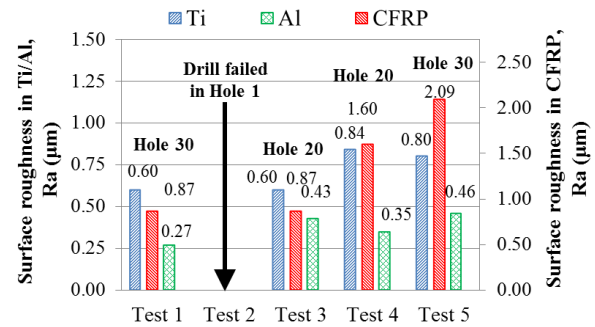 Ti Al CFRP
Surface roughness in Ti/Al,
Ra (µm)
1.50
1.25
1.00
0.75
0.50
0.25
0.00
Drill failed
in Hole 1
Hole 30
0.60 0.87
0.27
Hole 20
0.60 0.87
0.43
Hole 20
1.60
0.84
0.35
Hole 30
2.09
0.80
0.46
Test 1 Test 2 Test 3 Test 4 Test 5
2.50
2.00
1.50
1.00
0.50
0.00
Surface roughness in CFRP,
Ra (µm)